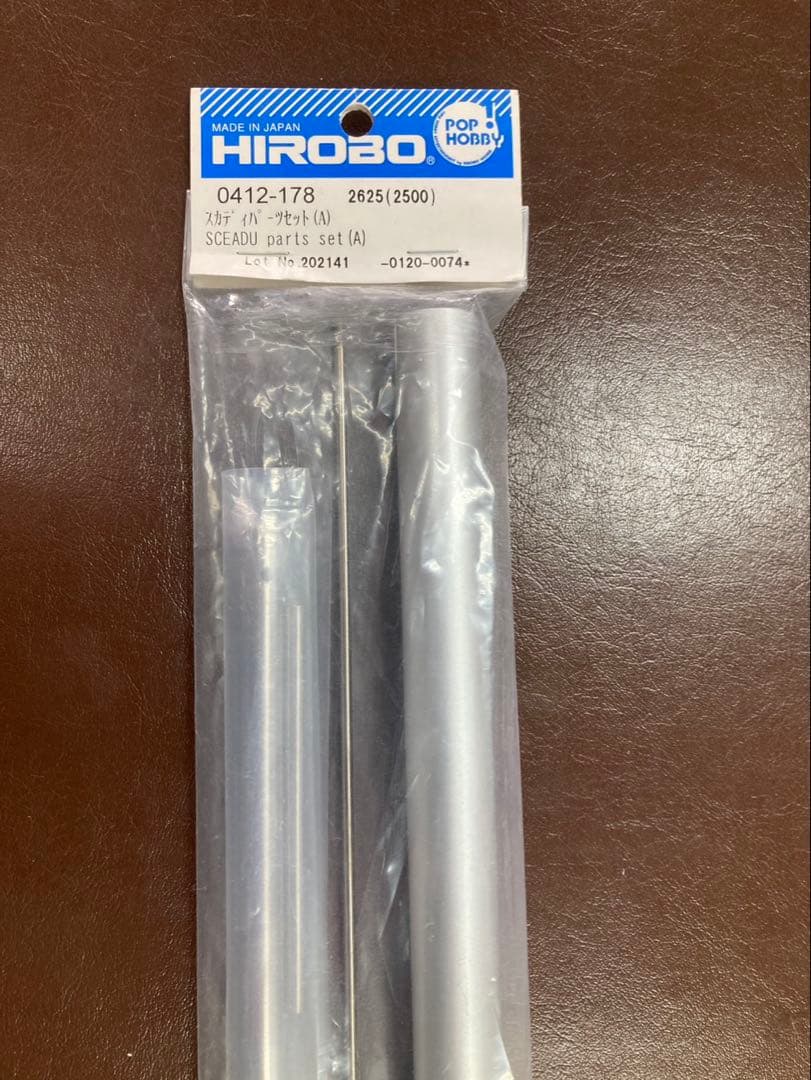 MADE IN JAPAN
HIROBO®
POP
HOBBY!
0412-178 2625(2500)
スカディパーツセット(A)
SCEADU parts set(A)
Lot No.202141 -0120-0074*